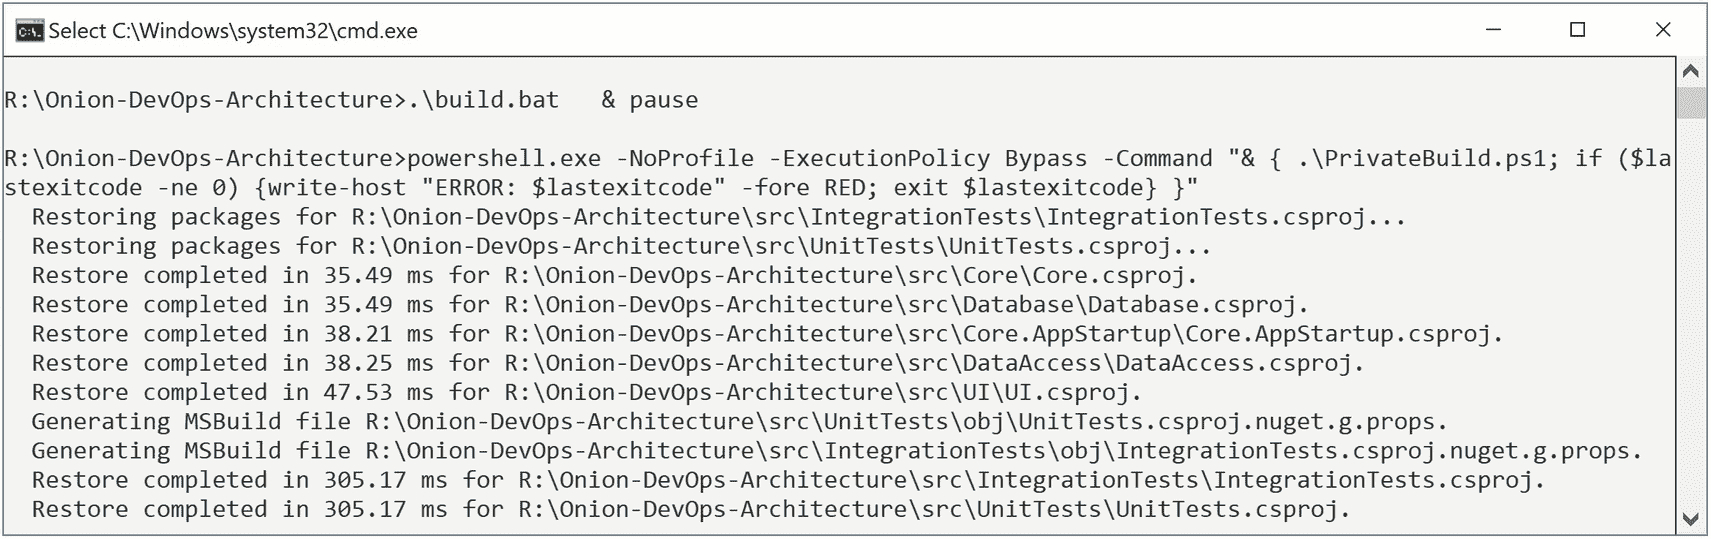 Select C:\Windows\system32\cmd.exe
R:\Onion-DevOps-Architecture>.\build.bat   & pause
R:\Onion-DevOps-Architecture>powershell.exe -NoProfile -ExecutionPolicy Bypass -Command "& { .\PrivateBuild.ps1; if ($la
stexitcode -ne 0) {write-host "ERROR: $lastexitcode" -fore RED; exit $lastexitcode} }"
  Restoring packages for R:\Onion-DevOps-Architecture\src\IntegrationTests\IntegrationTests.csproj...
  Restoring packages for R:\Onion-DevOps-Architecture\src\UnitTests\UnitTests.csproj...
  Restore completed in 35.49 ms for R:\Onion-DevOps-Architecture\src\Core\Core.csproj.
  Restore completed in 35.49 ms for R:\Onion-DevOps-Architecture\src\Database\Database.csproj.
  Restore completed in 38.21 ms for R:\Onion-DevOps-Architecture\src\Core.AppStartup\Core.AppStartup.csproj.
  Restore completed in 38.25 ms for R:\Onion-DevOps-Architecture\src\DataAccess\DataAccess.csproj.
  Restore completed in 47.53 ms for R:\Onion-DevOps-Architecture\src\UI\UI.csproj.
  Generating MSBuild file R:\Onion-DevOps-Architecture\src\UnitTests\obj\UnitTests.csproj.nuget.g.props.
  Generating MSBuild file R:\Onion-DevOps-Architecture\src\IntegrationTests\obj\IntegrationTests.csproj.nuget.g.props.
  Restore completed in 305.17 ms for R:\Onion-DevOps-Architecture\src\IntegrationTests\IntegrationTests.csproj.
  Restore completed in 305.17 ms for R:\Onion-DevOps-Architecture\src\UnitTests\UnitTests.csproj.